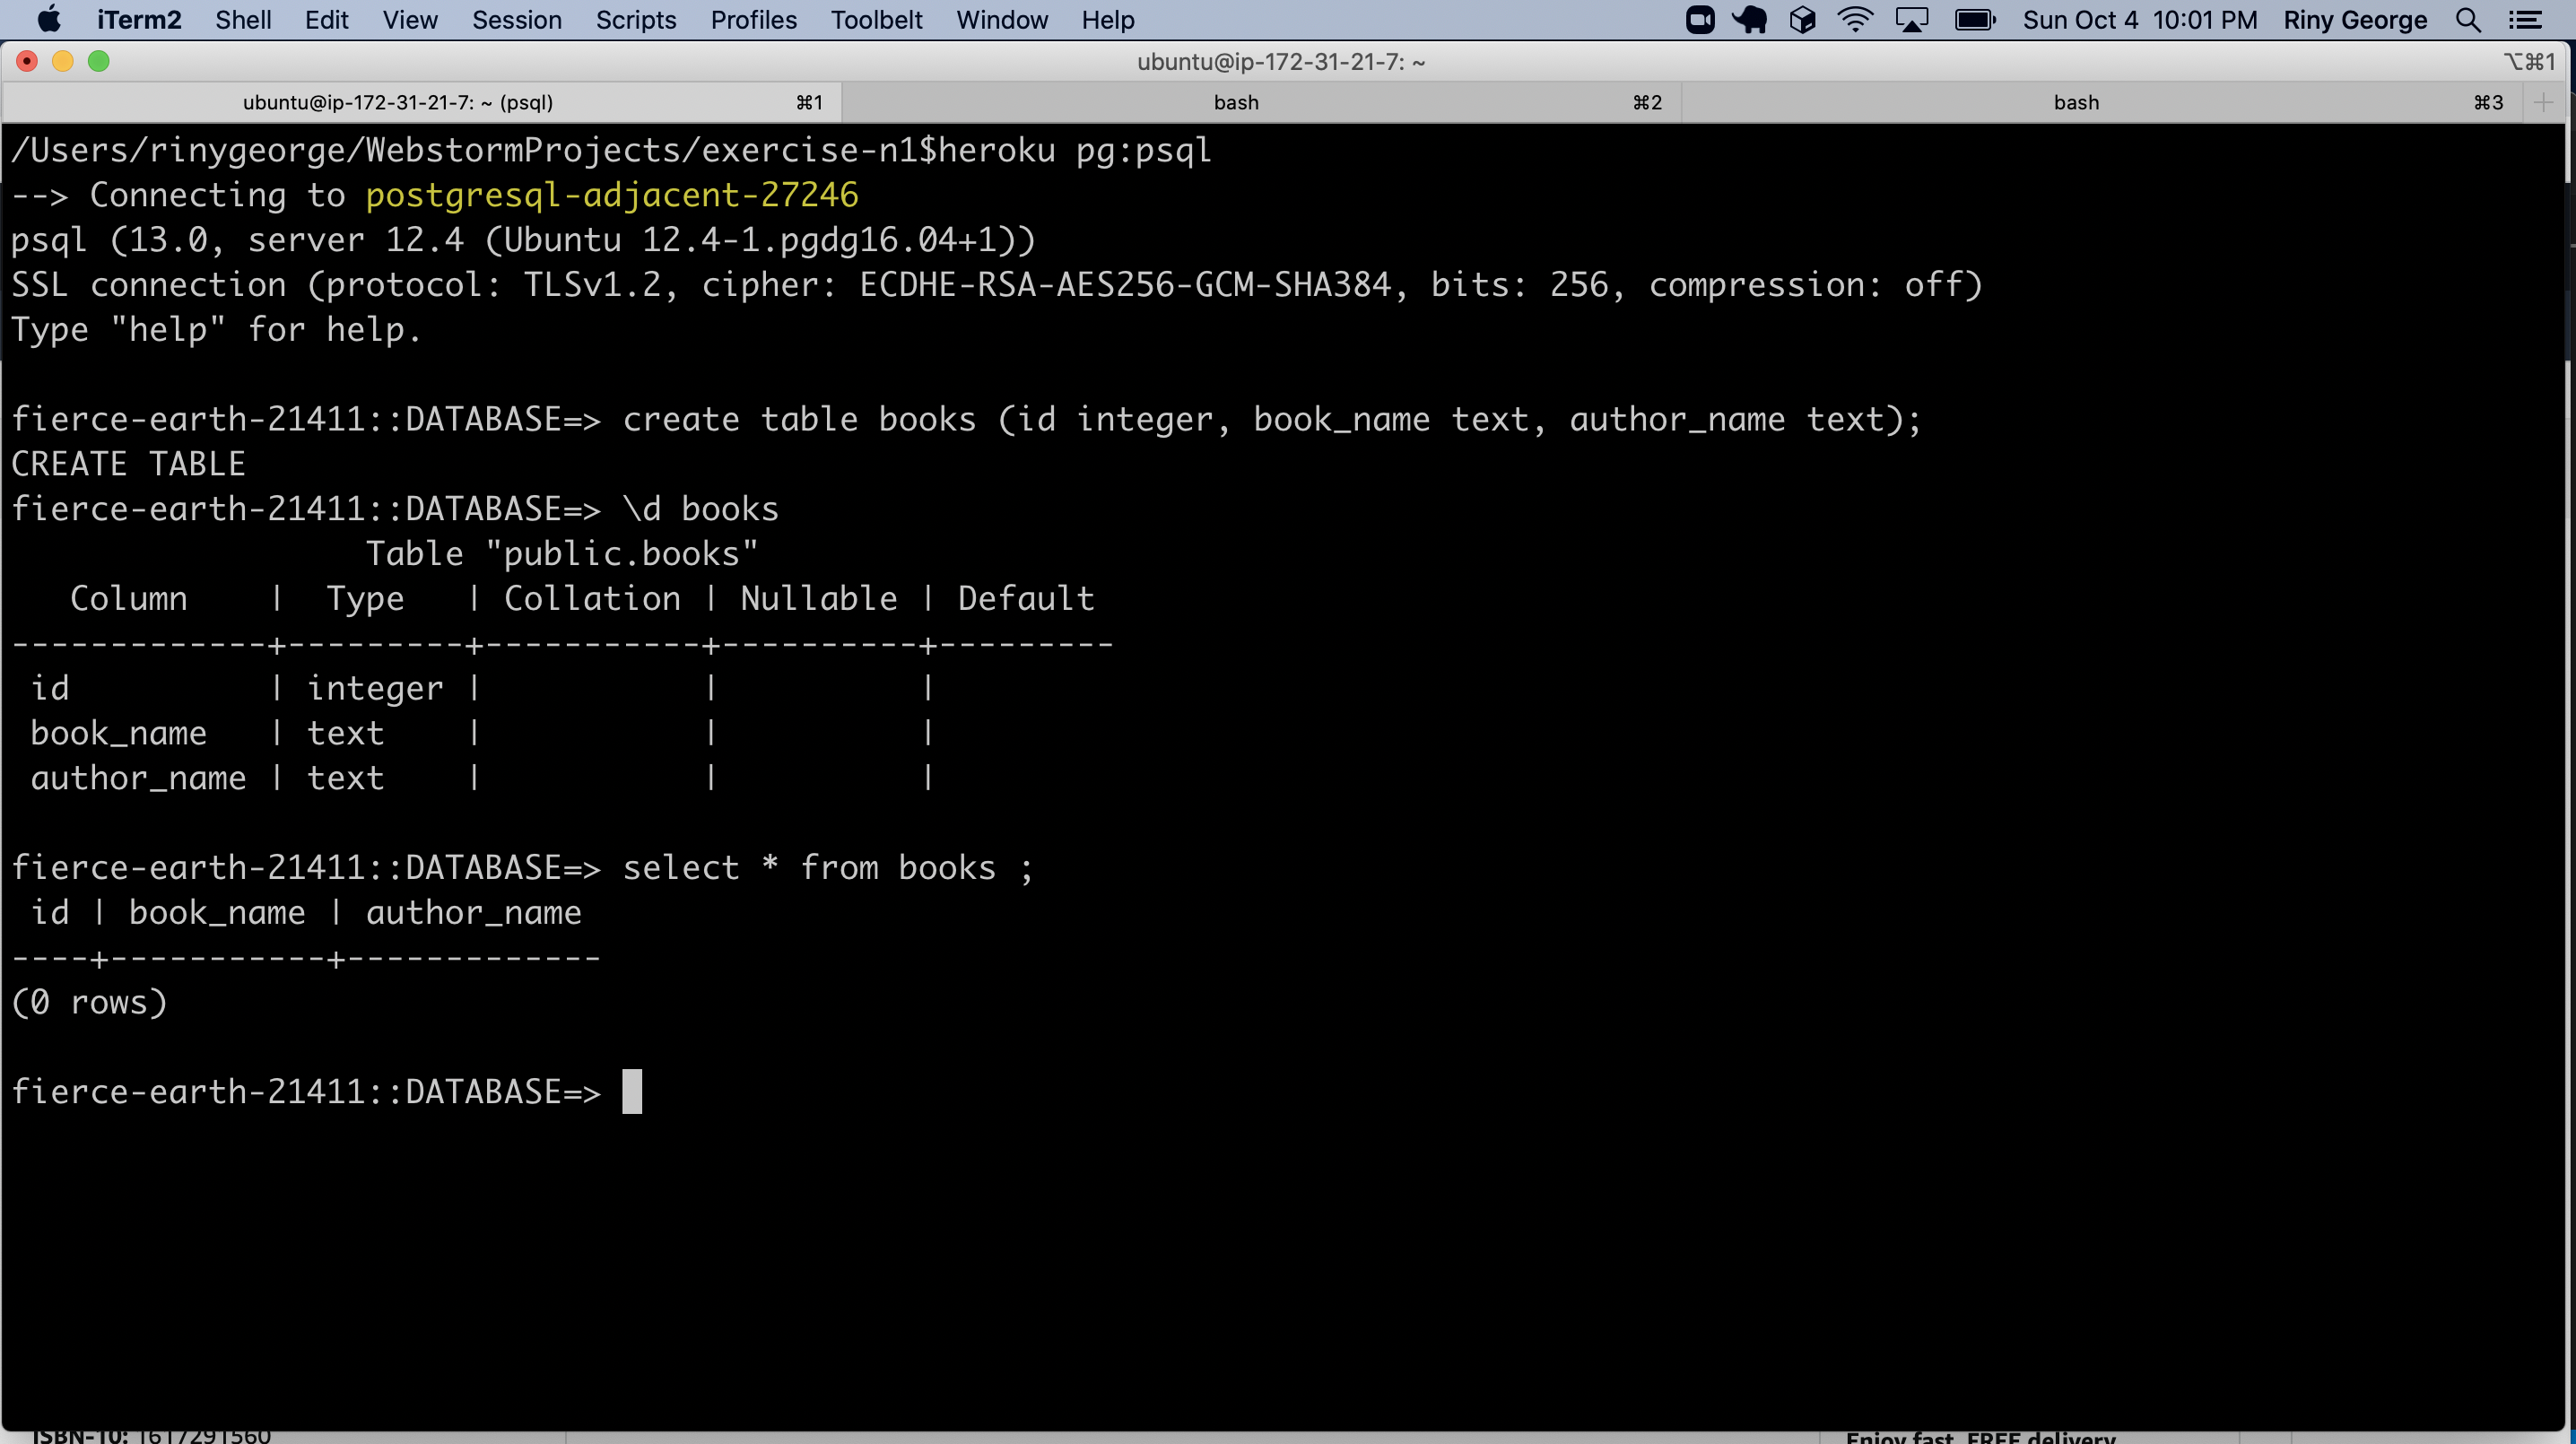 iTerm2 Shell Edit View Session Scripts Profiles Toolbelt Window Help Sun Oct 4 10:01 PM Riny George
ubuntu@ip-172-31-21-7: ~ ⌥⌘1
ubuntu@ip-172-31-21-7: ~ (psql) ⌘1 bash ⌘2 bash ⌘3
/Users/rinygeorge/WebstormProjects/exercise-n1$heroku pg:psql
--> Connecting to postgresql-adjacent-27246
psql (13.0, server 12.4 (Ubuntu 12.4-1.pgdg16.04+1))
SSL connection (protocol: TLSv1.2, cipher: ECDHE-RSA-AES256-GCM-SHA384, bits: 256, compression: off)
Type "help" for help.
fierce-earth-21411::DATABASE=> create table books (id integer, book_name text, author_name text);
CREATE TABLE
fierce-earth-21411::DATABASE=> \d books
Table "public.books"
Column | Type | Collation | Nullable | Default
-------------+---------+-----------+----------+---------
id | integer | | |
book_name | text | | |
author_name | text | | |
fierce-earth-21411::DATABASE=> select * from books ;
id | book_name | author_name
----+-----------+-------------
(0 rows)
fierce-earth-21411::DATABASE=>
ISBN-10: 1617291560 Enjoy fast, FREE delivery